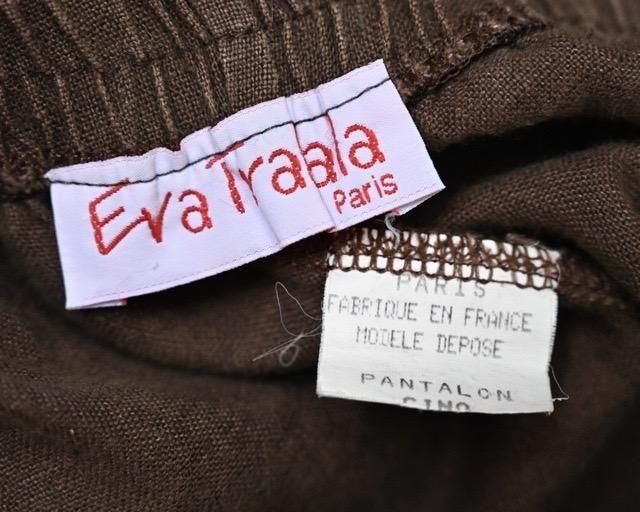 Eva Tralala
Paris
PARIS
FABRIQUE EN FRANCE
MODELE DEPOSE
PANTALON